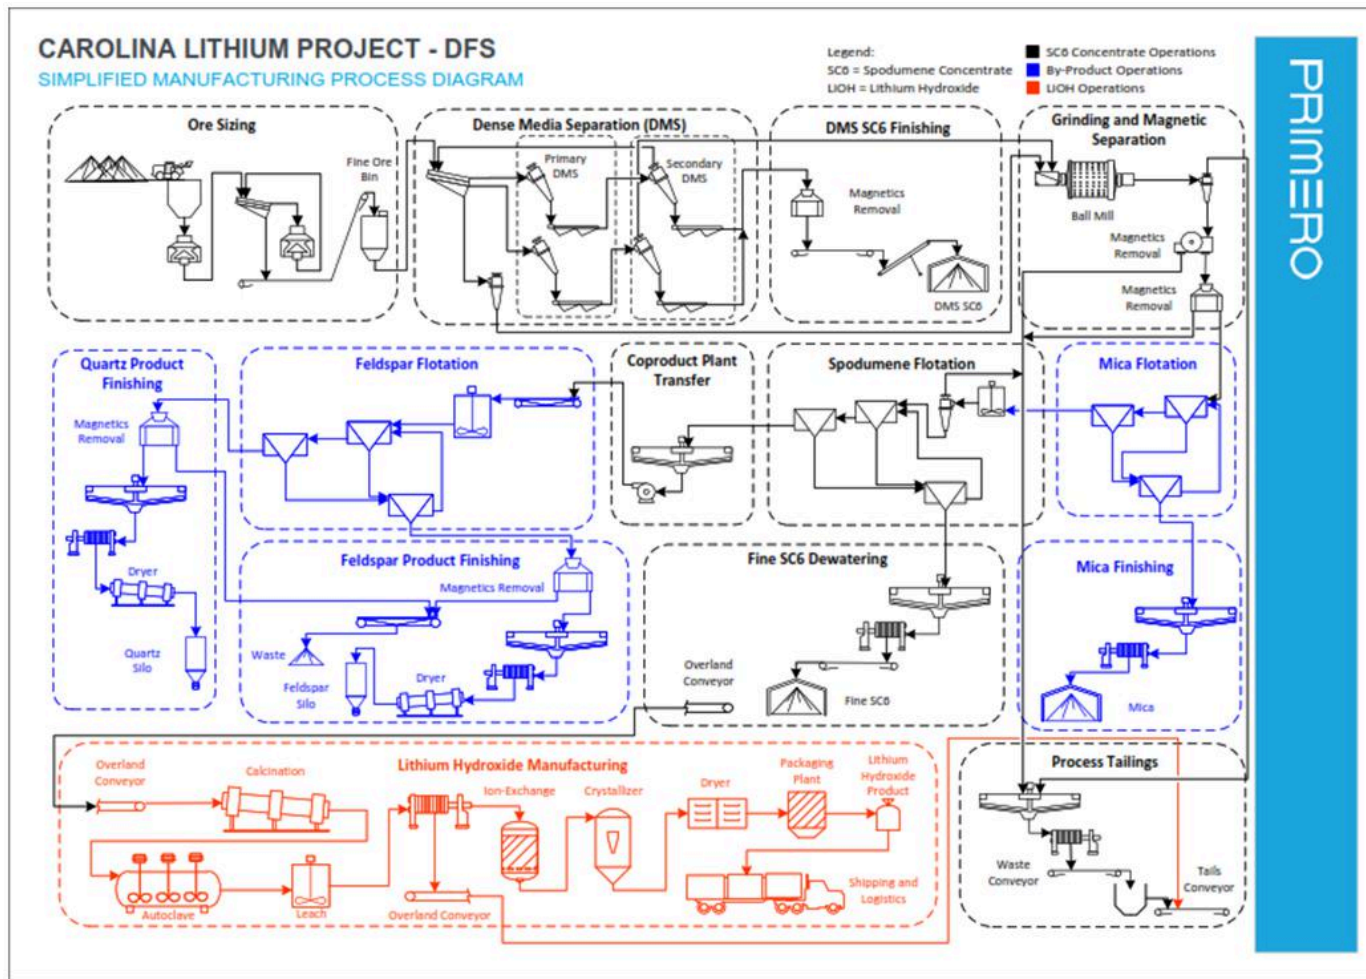 CAROLINA LITHIUM PROJECT - DFS
SIMPLIFIED MANUFACTURING PROCESS DIAGRAM
Legend:
SC6 = Spodumene Concentrate
LIOH = Lithium Hydroxide
SC6 Concentrate Operations
By-Product Operations
LIOH Operations
PRIMERO
Ore Sizing
Fine Ore
Bin
Dense Media Separation (DMS)
Primary
DMS
Secondary
DMS
DMS SC6 Finishing
Magnetics
Removal
DMS SC6
Grinding and Magnetic
Separation
Ball Mill
Magnetics
Removal
Magnetics
Removal
Quartz Product
Finishing
Magnetics
Removal
Dryer
Quartz
Silo
Feldspar Flotation
Coproduct Plant
Transfer
Spodumene Flotation
Mica Flotation
Feldspar Product Finishing
Magnetics Removal
Waste
Feldspar
Silo
Dryer
Fine SC6 Dewatering
Overland
Conveyor
Fine SC6
Mica Finishing
Mica
Lithium Hydroxide Manufacturing
Overland
Conveyor
Calcination
Autoclave
Leach
Ion-Exchange
Overland Conveyor
Crystallizer
Dryer
Packaging
Plant
Lithium
Hydroxide
Product
Shipping and
Logistics
Process Tailings
Waste
Conveyor
Tails
Conveyor